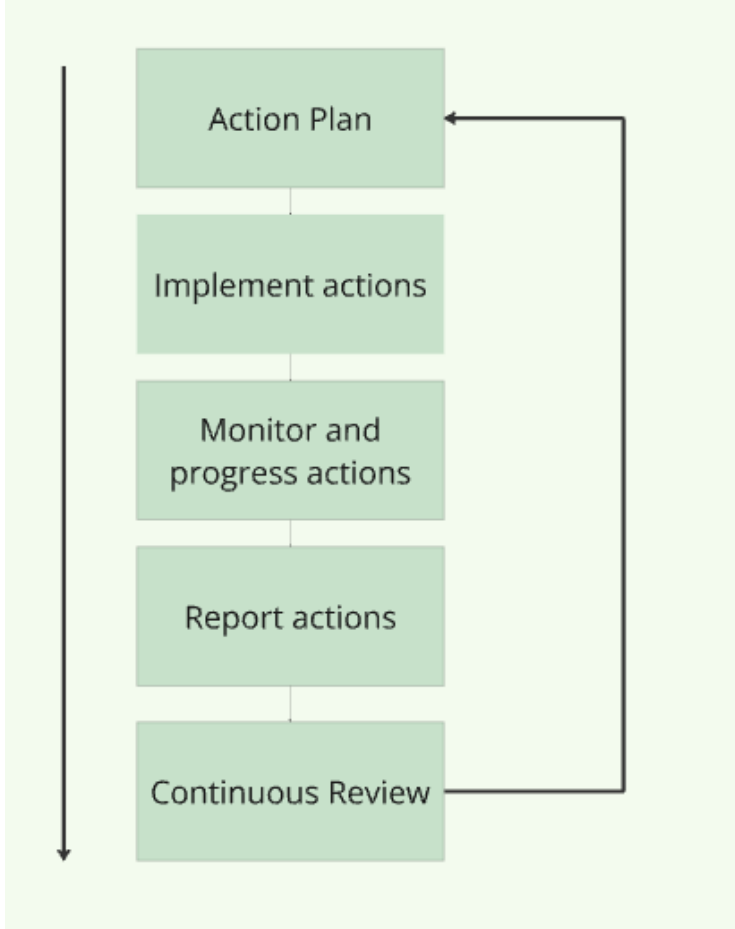 Action Plan
Implement actions
Monitor and
progress actions
Report actions
Continuous Review